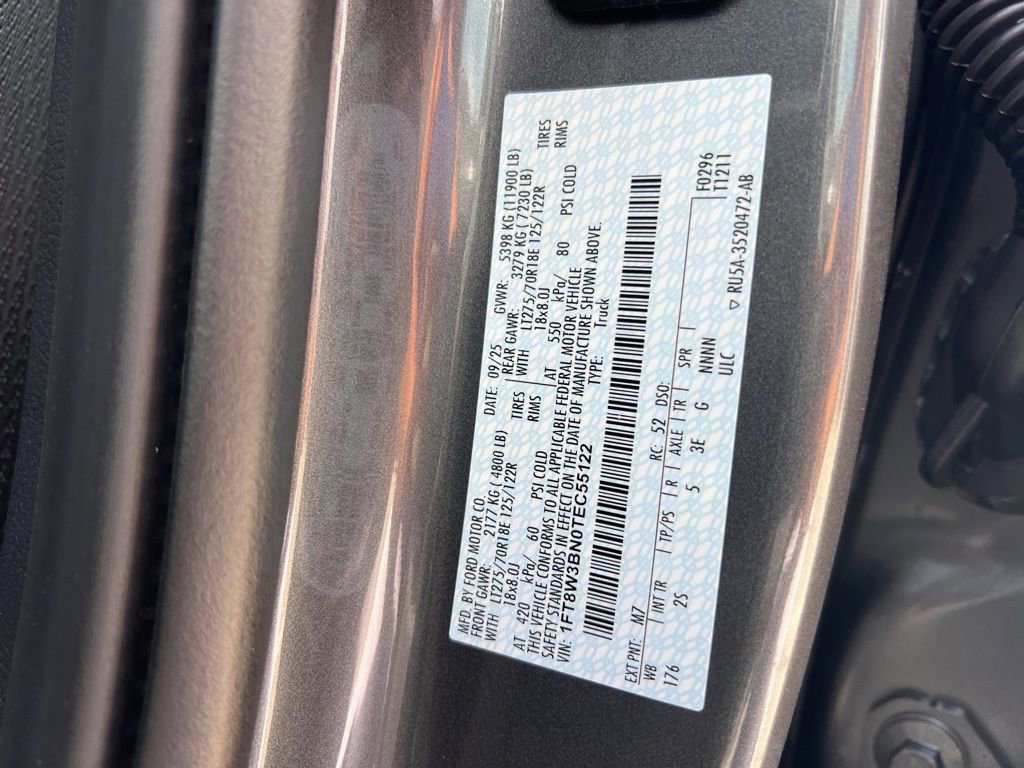 MFD. BY FORD MOTOR CO.
DATE: 09/25 GVWR: 5398 KG (11900 LB)
FRONT GAWR: 2177 KG ( 4800 LB) REAR GAWR: 3279 KG ( 7230 LB)
WITH LT275/70R18E 125/122R TIRES WITH LT275/70R18E 125/122R TIRES
18x8.0J RIMS 18x8.0J RIMS
AT 420 kPa/ 60 PSI COLD AT 550 kPa/ 80 PSI COLD
THIS VEHICLE CONFORMS TO ALL APPLICABLE FEDERAL MOTOR VEHICLE
SAFETY STANDARDS IN EFFECT ON THE DATE OF MANUFACTURE SHOWN ABOVE.
VIN: 1FT8W3BN0TEC55122 TYPE: Truck
EXT PNT: M7 RC: 52 DSO: F0296
WB INT TR TP/PS R AXLE TR SPR T1211
176 2S 5 3E G NNNN
ULC
▽ RU5A-3520472-AB